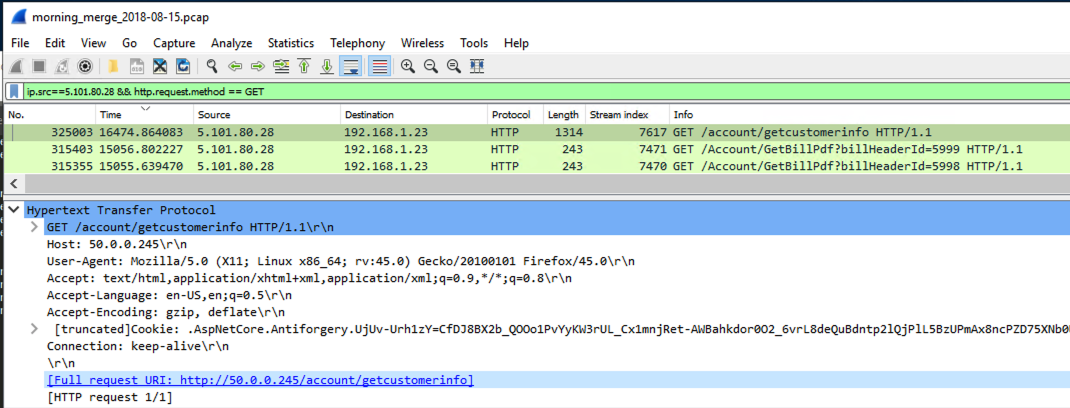 morning_merge_2018-08-15.pcap
File Edit View Go Capture Analyze Statistics Telephony Wireless Tools Help
ip.src==5.101.80.28 && http.request.method == GET
No. Time Source Destination Protocol Length Stream index Info
325003 16474.864083 5.101.80.28 192.168.1.23 HTTP 1314 7617 GET /account/getcustomerinfo HTTP/1.1
315403 15056.802227 5.101.80.28 192.168.1.23 HTTP 243 7471 GET /Account/GetBillPdf?billHeaderId=5999 HTTP/1.1
315355 15055.639470 5.101.80.28 192.168.1.23 HTTP 243 7470 GET /Account/GetBillPdf?billHeaderId=5998 HTTP/1.1
Hypertext Transfer Protocol
GET /account/getcustomerinfo HTTP/1.1\r\n
Host: 50.0.0.245\r\n
User-Agent: Mozilla/5.0 (X11; Linux x86_64; rv:45.0) Gecko/20100101 Firefox/45.0\r\n
Accept: text/html,application/xhtml+xml,application/xml;q=0.9,*/*;q=0.8\r\n
Accept-Language: en-US,en;q=0.5\r\n
Accept-Encoding: gzip, deflate\r\n
[truncated]Cookie: .AspNetCore.Antiforgery.UjUv-Urh1zY=CfDJ8BX2b_QOOo1PvYyKW3rUL_Cx1mnjRet-AWBahkdor0O2_6vrL8deQuBdntp2lQjPlL5BzUPmAx8ncPZD75XNb0
Connection: keep-alive\r\n
\r\n
[Full request URI: http://50.0.0.245/account/getcustomerinfo]
[HTTP request 1/1]